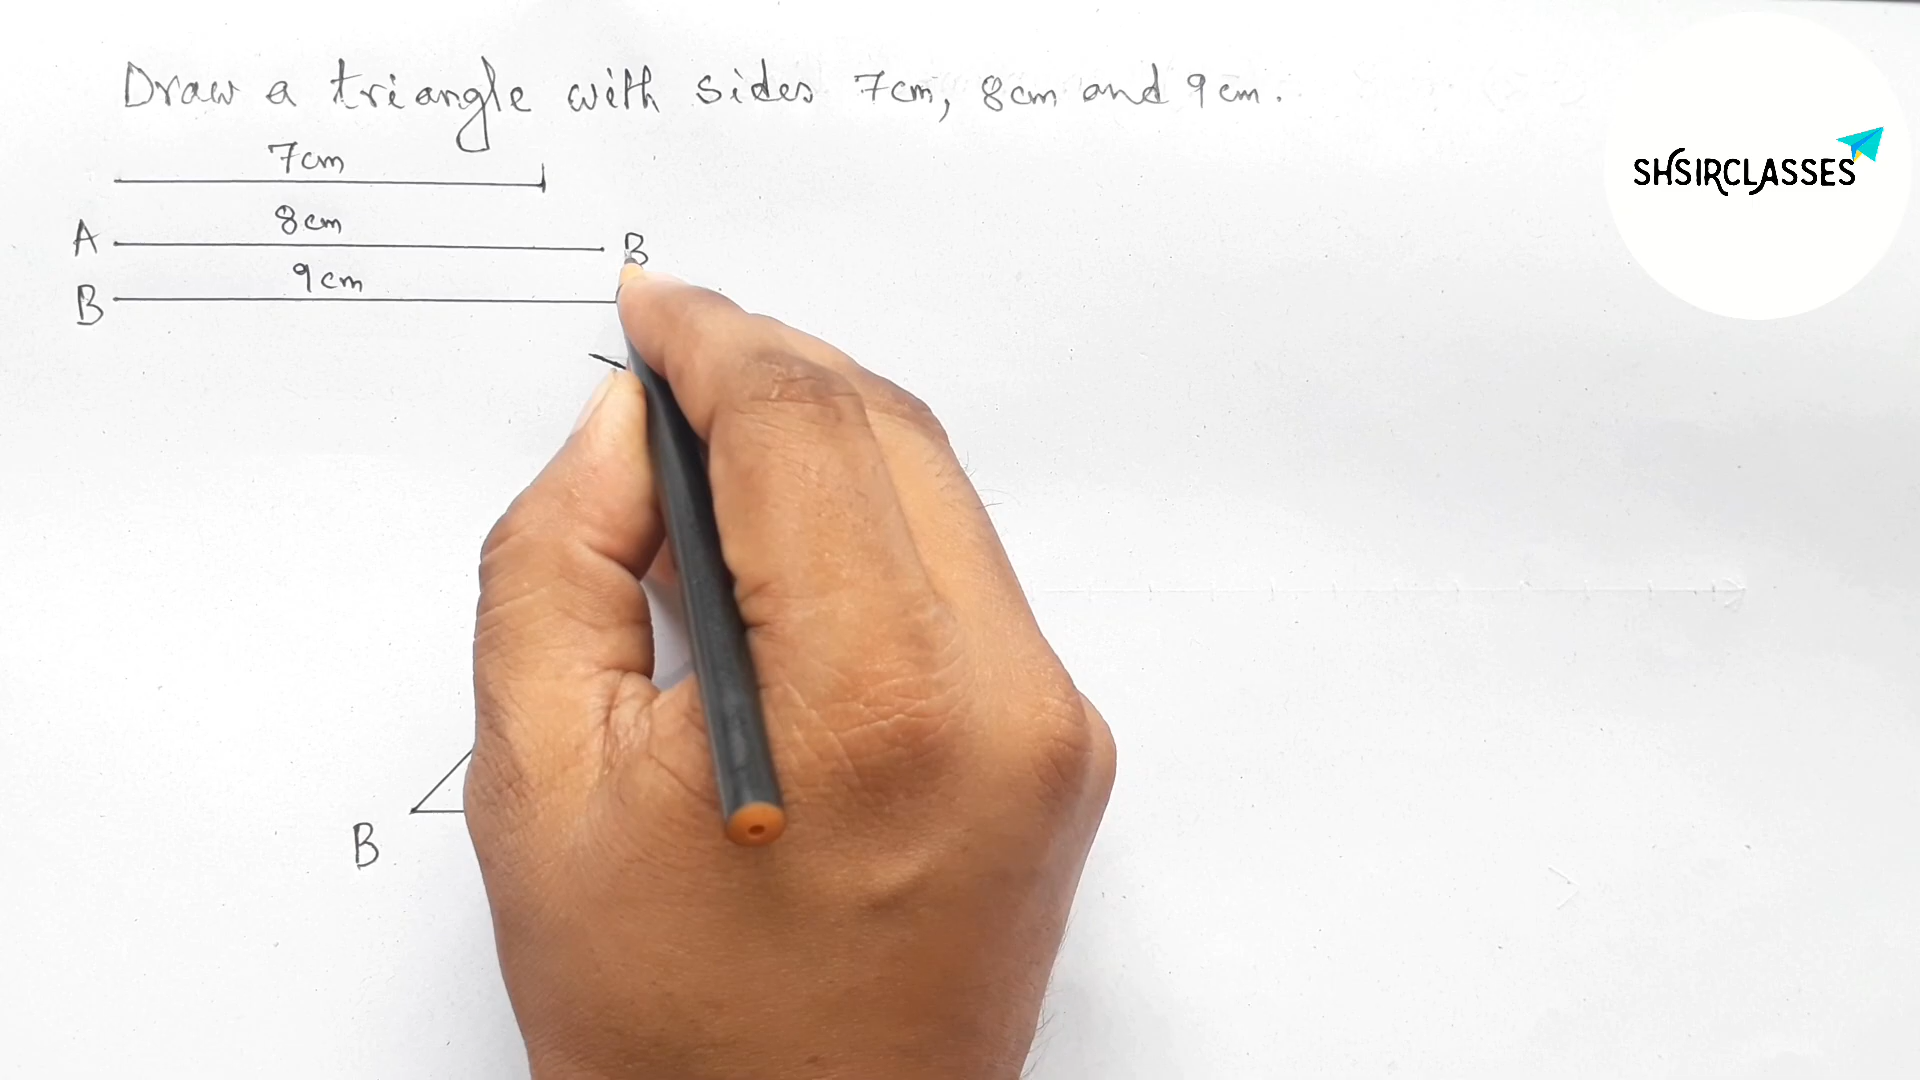 Draw a triangle with sides 7cm, 8cm and 9cm.
SHSIRCLASSES
7cm
8cm
A B
9cm
B
B